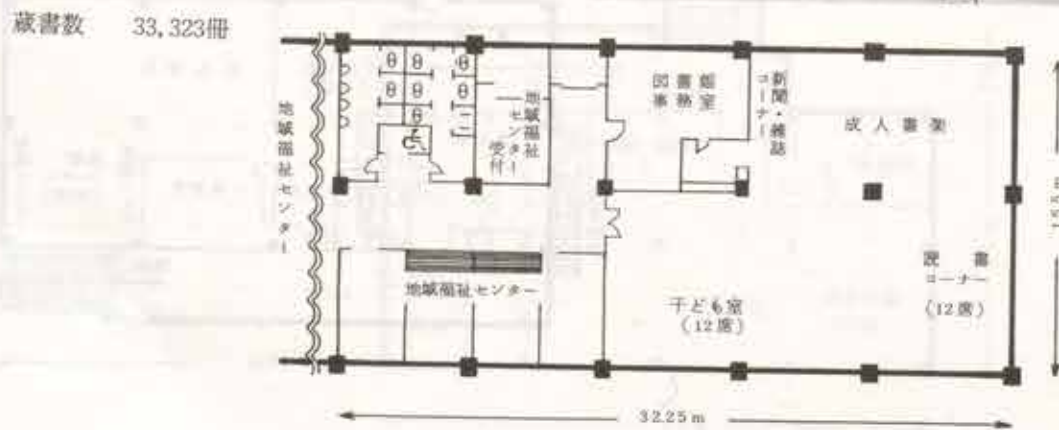 蔵書数 33,323冊
地域福祉センター
地域福祉
センター
受付
図書館
事務室
新聞・雑誌
コーナー
成人書架
読書
コーナー
(12席)
地域福祉センター
子ども室
(12席)
32.25m